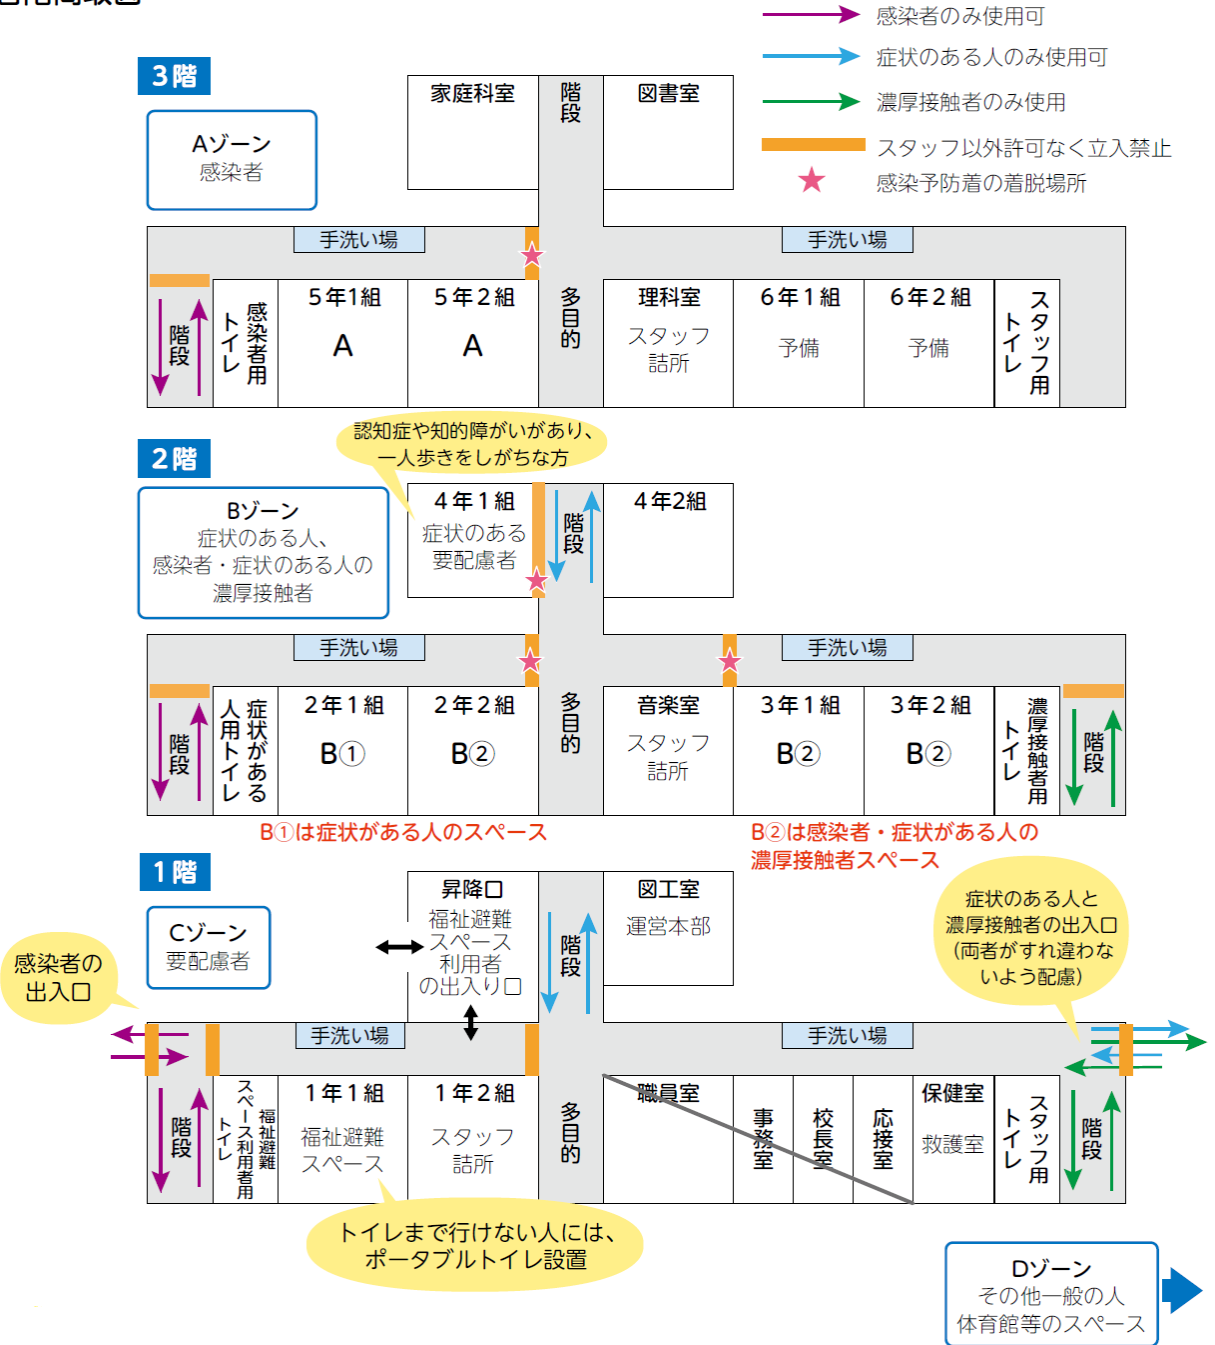 感染者のみ使用可
症状のある人のみ使用可
濃厚接触者のみ使用
スタッフ以外許可なく立入禁止
感染予防着の着脱場所
3階
Aゾーン
感染者
家庭科室
階段
図書室
手洗い場
手洗い場
階段
感染者用
トイレ
5年1組
A
5年2組
A
多目的
理科室
スタッフ
詰所
6年1組
予備
6年2組
予備
スタッフ用
トイレ
認知症や知的障がいがあり、
一人歩きをしがちな方
2階
Bゾーン
症状のある人、
感染者・症状のある人の
濃厚接触者
4年1組
症状のある
要配慮者
階段
4年2組
手洗い場
手洗い場
階段
症状がある
人用トイレ
2年1組
B①
2年2組
B②
多目的
音楽室
スタッフ
詰所
3年1組
B②
3年2組
B②
濃厚接触者用
トイレ
階段
B①は症状がある人のスペース
B②は感染者・症状がある人の
濃厚接触者スペース
1階
Cゾーン
要配慮者
感染者の
出入口
昇降口
福祉避難
スペース
利用者
の出入り口
階段
図工室
運営本部
症状のある人と
濃厚接触者の出入口
(両者がすれ違わな
いよう配慮)
手洗い場
手洗い場
階段
福祉避難
スペース利用者用
トイレ
1年1組
福祉避難
スペース
1年2組
スタッフ
詰所
多目的
職員室
事務室
校長室
応接室
保健室
救護室
スタッフ用
トイレ
階段
トイレまで行けない人には、
ポータブルトイレ設置
Dゾーン
その他一般の人
体育館等のスペース